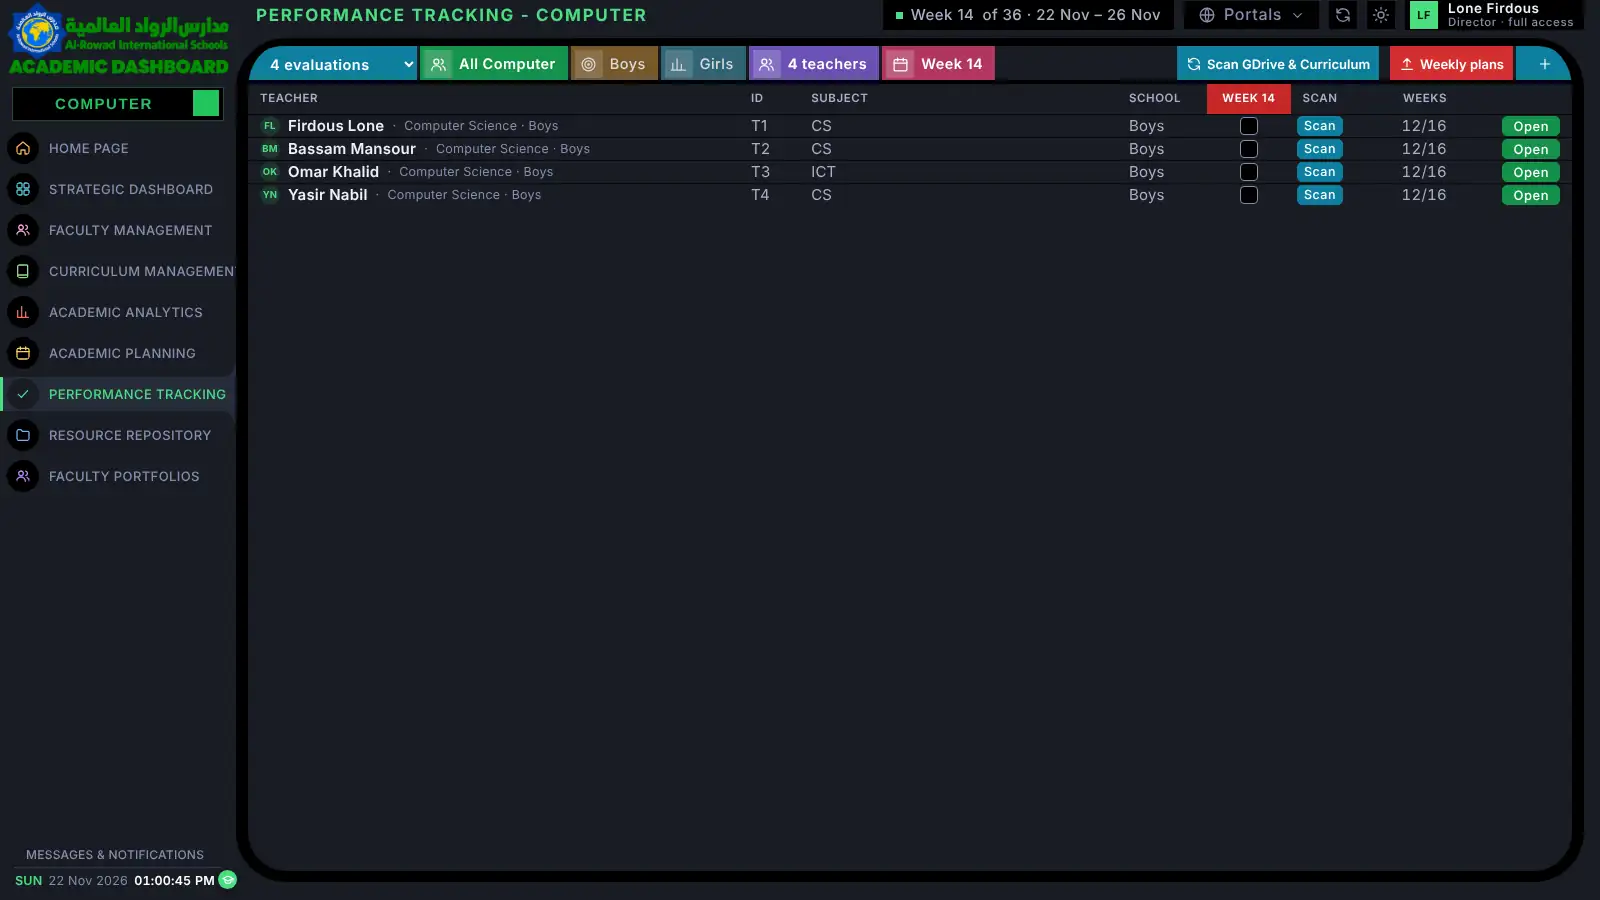 مدارس الرواد العالمية
Al-Rowad International Schools
ACADEMIC DASHBOARD
PERFORMANCE TRACKING - COMPUTER
Week 14 of 36 · 22 Nov – 26 Nov
Portals
LF
Lone Firdous
Director · full access
COMPUTER
HOME PAGE
STRATEGIC DASHBOARD
FACULTY MANAGEMENT
CURRICULUM MANAGEMEN
ACADEMIC ANALYTICS
ACADEMIC PLANNING
PERFORMANCE TRACKING
RESOURCE REPOSITORY
FACULTY PORTFOLIOS
MESSAGES & NOTIFICATIONS
SUN 22 Nov 2026 01:00:45 PM
4 evaluations All Computer Boys Girls 4 teachers Week 14 Scan GDrive & Curriculum Weekly plans +
TEACHER ID SUBJECT SCHOOL WEEK 14 SCAN WEEKS
FL Firdous Lone · Computer Science · Boys T1 CS Boys Scan 12/16 Open
BM Bassam Mansour · Computer Science · Boys T2 CS Boys Scan 12/16 Open
OK Omar Khalid · Computer Science · Boys T3 ICT Boys Scan 12/16 Open
YN Yasir Nabil · Computer Science · Boys T4 CS Boys Scan 12/16 Open